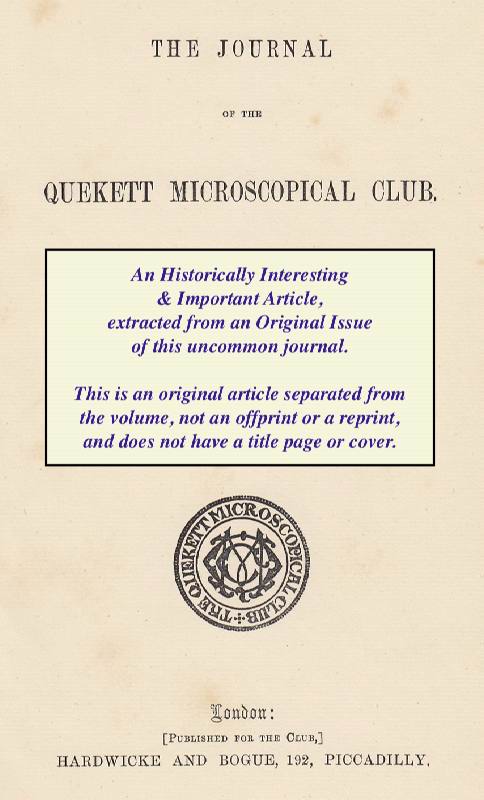 THE JOURNAL
OF THE
QUEKETT MICROSCOPICAL CLUB.
An Historically Interesting
& Important Article,
extracted from an Original Issue
of this uncommon journal.
This is an original article separated from
the volume, not an offprint or a reprint,
and does not have a title page or cover.
THE QUEKETT MICROSCOPICAL CLUB
London:
[PUBLISHED FOR THE CLUB,]
HARDWICKE AND BOGUE, 192, PICCADILLY.